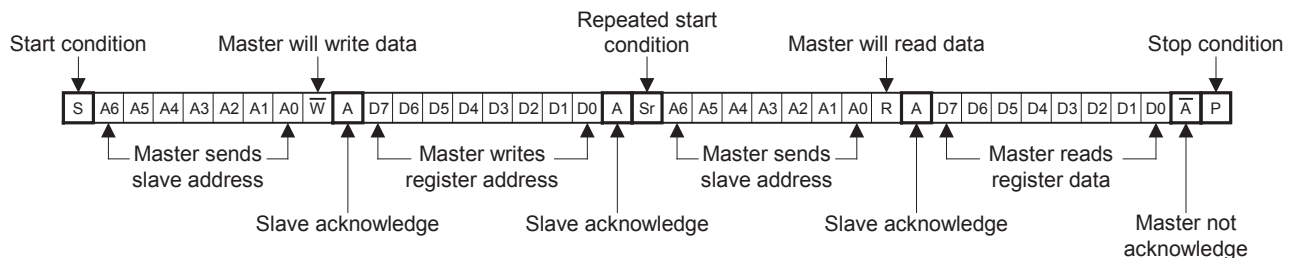 Repeated start
condition
Start condition
Master will write data
Master will read data
Stop condition
S A6 A5 A4 A3 A2 A1 A0 W̅ A D7 D6 D5 D4 D3 D2 D1 D0 A Sr A6 A5 A4 A3 A2 A1 A0 R A D7 D6 D5 D4 D3 D2 D1 D0 A̅ P
Master sends
slave address
Master writes
register address
Master sends
slave address
Master reads
register data
Slave acknowledge
Slave acknowledge
Slave acknowledge
Master not
acknowledge